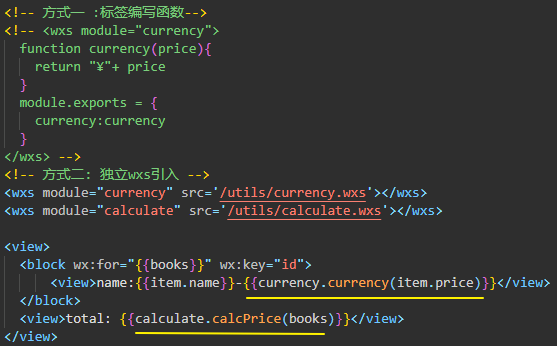 <!-- 方式一 :标签编写函数-->
<!-- <wxs module="currency">
  function currency(price){
    return "¥"+ price
  }
  module.exports = {
    currency:currency
  }
</wxs> -->
<!-- 方式二: 独立wxs引入 -->
<wxs module="currency" src='/utils/currency.wxs'></wxs>
<wxs module="calculate" src='/utils/calculate.wxs'></wxs>
<view>
  <block wx:for="{{books}}" wx:key="id">
      <view>name:{{item.name}}-{{currency.currency(item.price)}}</view>
  </block>
  <view>total: {{calculate.calcPrice(books)}}</view>
</view>